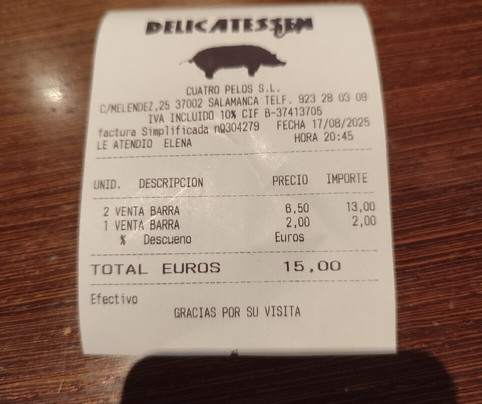 DELICATESSEM
CUATRO PELOS S.L.
C/MELENDEZ,25 37002 SALAMANCA TELF. 923 28 03 09
IVA INCLUIDO 10% CIF B-37413705
factura Simplificada nº304279 FECHA 17/08/2025
LE ATENDIO ELENA HORA 20:45
UNID. DESCRIPCION PRECIO IMPORTE
2 VENTA BARRA 6,50 13,00
1 VENTA BARRA 2,00 2,00
% Descueno Euros
TOTAL EUROS 15,00
Efectivo
GRACIAS POR SU VISITA